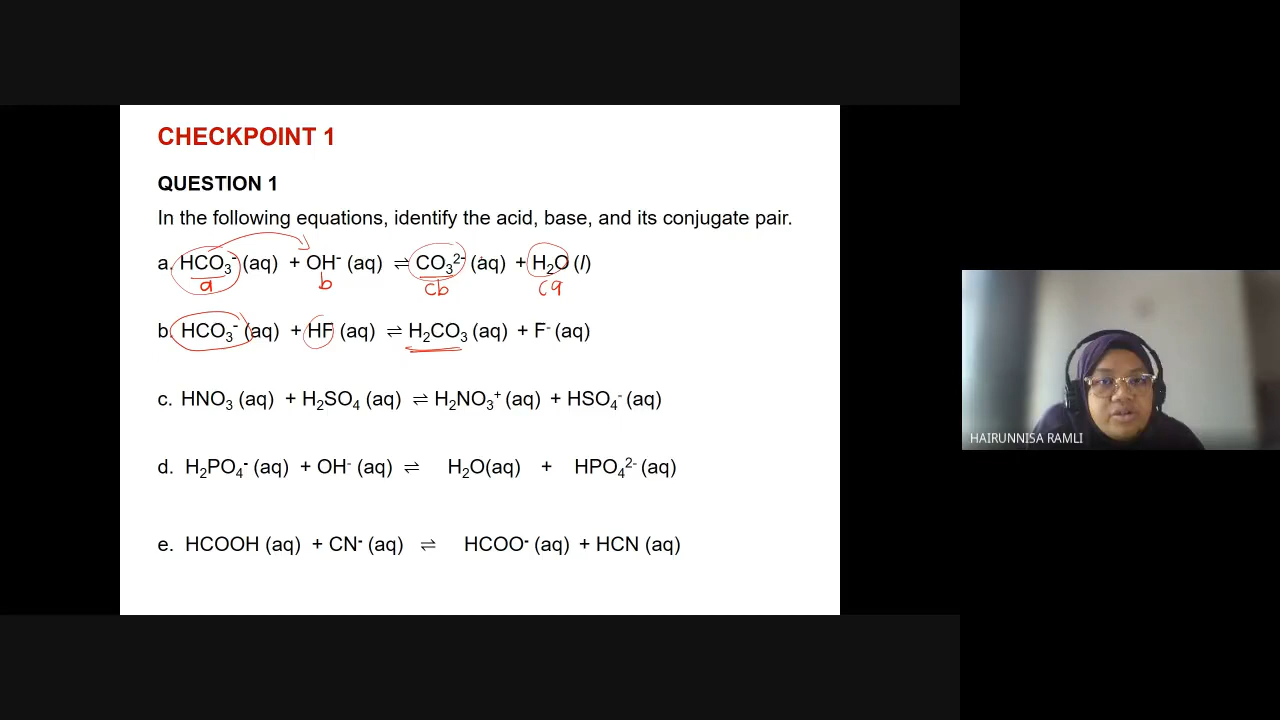 CHECKPOINT 1
QUESTION 1
In the following equations, identify the acid, base, and its conjugate pair.
a. HCO₃⁻ (aq) + OH⁻ (aq) ⇌ CO₃²⁻ (aq) + H₂O (l)
a b cb ca
b. HCO₃⁻ (aq) + HF (aq) ⇌ H₂CO₃ (aq) + F⁻ (aq)
c. HNO₃ (aq) + H₂SO₄ (aq) ⇌ H₂NO₃⁺ (aq) + HSO₄⁻ (aq)
HAIRUNNISA RAMLI
d. H₂PO₄⁻ (aq) + OH⁻ (aq) ⇌ H₂O(aq) + HPO₄²⁻ (aq)
e. HCOOH (aq) + CN⁻ (aq) ⇌ HCOO⁻ (aq) + HCN (aq)